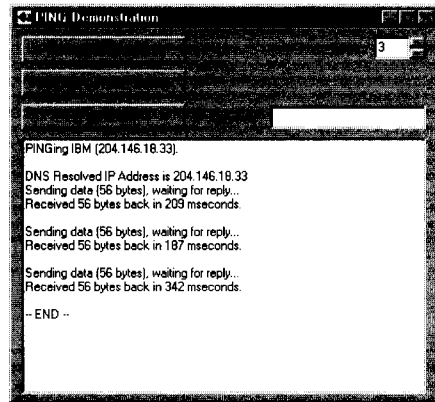 PING Demonstration
3
PINGing IBM (204.146.18.33).
DNS Resolved IP Address is 204.146.18.33
Sending data (56 bytes), waiting for reply...
Received 56 bytes back in 209 mseconds.
Sending data (56 bytes), waiting for reply...
Received 56 bytes back in 187 mseconds.
Sending data (56 bytes), waiting for reply...
Received 56 bytes back in 342 mseconds.
-- END --